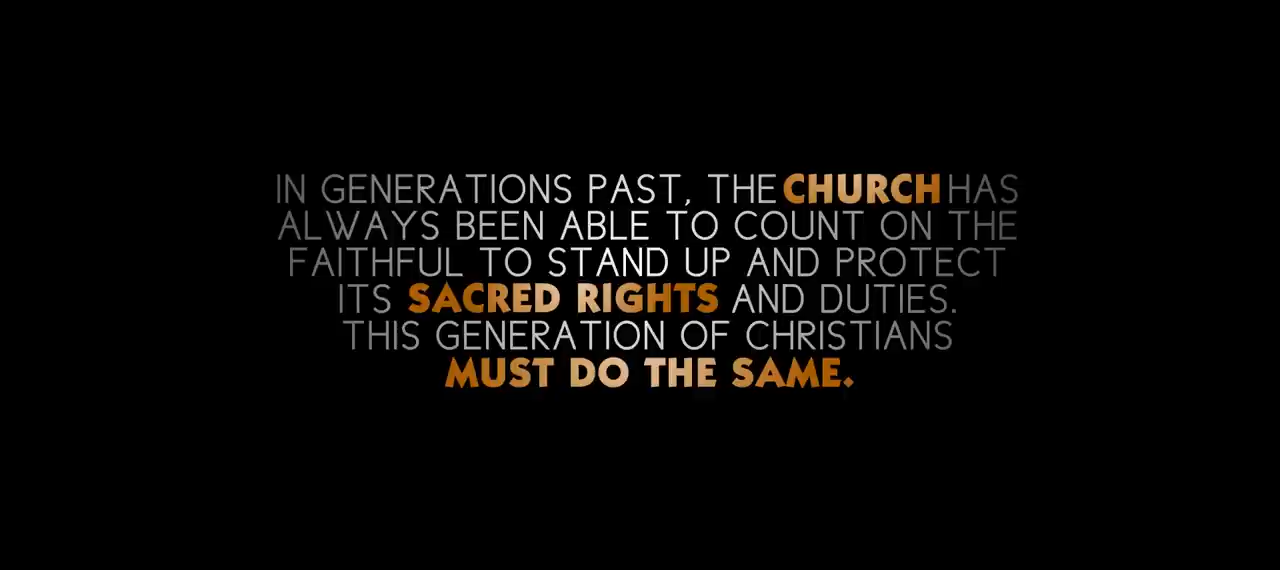 IN GENERATIONS PAST, THE CHURCH HAS
ALWAYS BEEN ABLE TO COUNT ON THE
FAITHFUL TO STAND UP AND PROTECT
ITS SACRED RIGHTS AND DUTIES.
THIS GENERATION OF CHRISTIANS
MUST DO THE SAME.